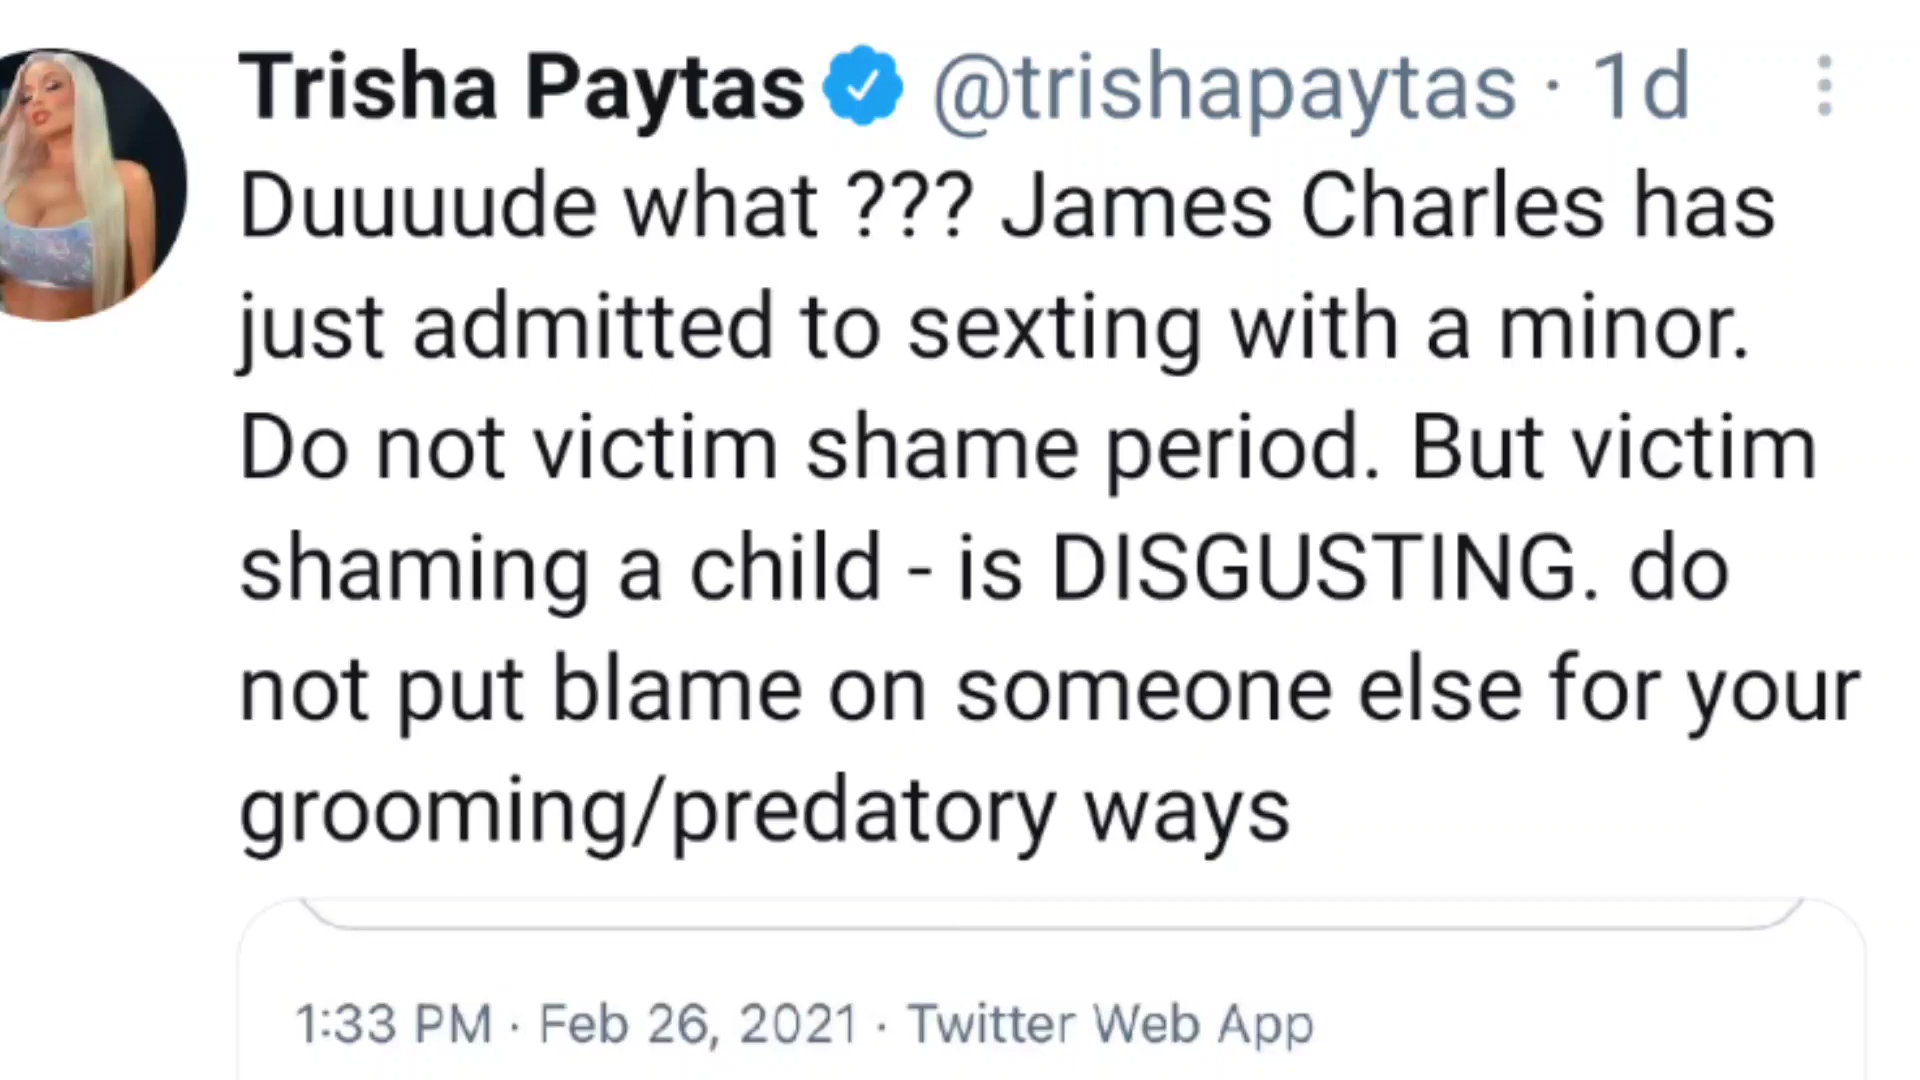 Trisha Paytas @trishapaytas · 1d
Duuuude what ??? James Charles has
just admitted to sexting with a minor.
Do not victim shame period. But victim
shaming a child - is DISGUSTING. do
not put blame on someone else for your
grooming/predatory ways
1:33 PM · Feb 26, 2021 · Twitter Web App